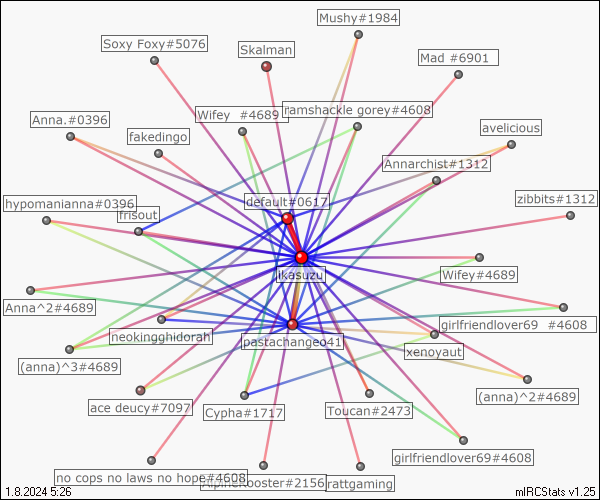 Mushy#1984
Soxy Foxy#5076
Skalman
Mad #6901
Wifey #4689
ramshackle gorey#4608
Anna.#0396
fakedingo
avelicious
Annarchist#1312
default#0617
hypomanianna#0396
frisout
zibbits#1312
ikasuzu
Wifey#4689
Anna^2#4689
girlfriendlover69 #4608
neokingghidorah
pastachangeo41
xenoyaut
(anna)^3#4689
(anna)^2#4689
ace deucy#7097
Cypha#1717
Toucan#2473
girlfriendlover69#4608
no cops no laws no hope#4608
AlpineRooster#2156
rattgaming
1.8.2024 5:26
mIRCStats v1.25